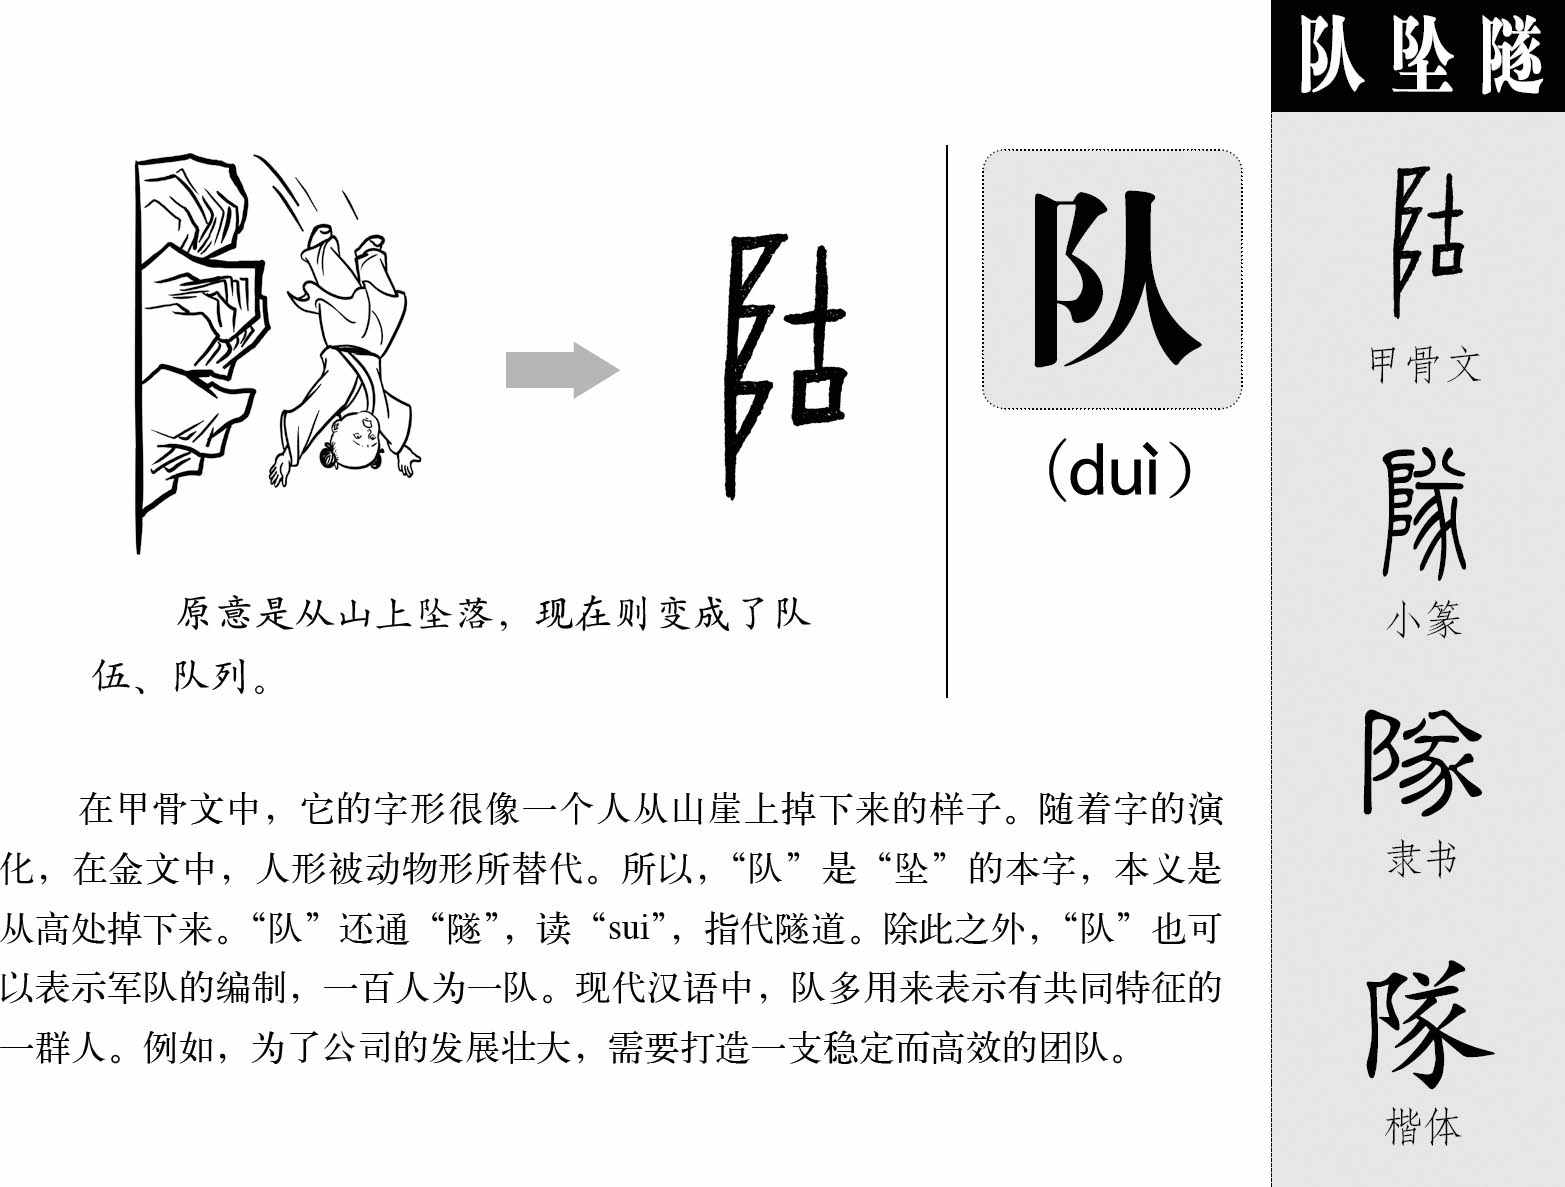 队 坠 隧
队
（duì）
原意是从山上坠落，现在则变成了队
伍、队列。
在甲骨文中，它的字形很像一个人从山崖上掉下来的样子。随着字的演
化，在金文中，人形被动物形所替代。所以，“队”是“坠”的本字，本义是
从高处掉下来。“队”还通“隧”，读“sui”，指代隧道。除此之外，“队”也可
以表示军队的编制，一百人为一队。现代汉语中，队多用来表示有共同特征的
一群人。例如，为了公司的发展壮大，需要打造一支稳定而高效的团队。
甲骨文
隊
小篆
隊
隶书
隊
楷体